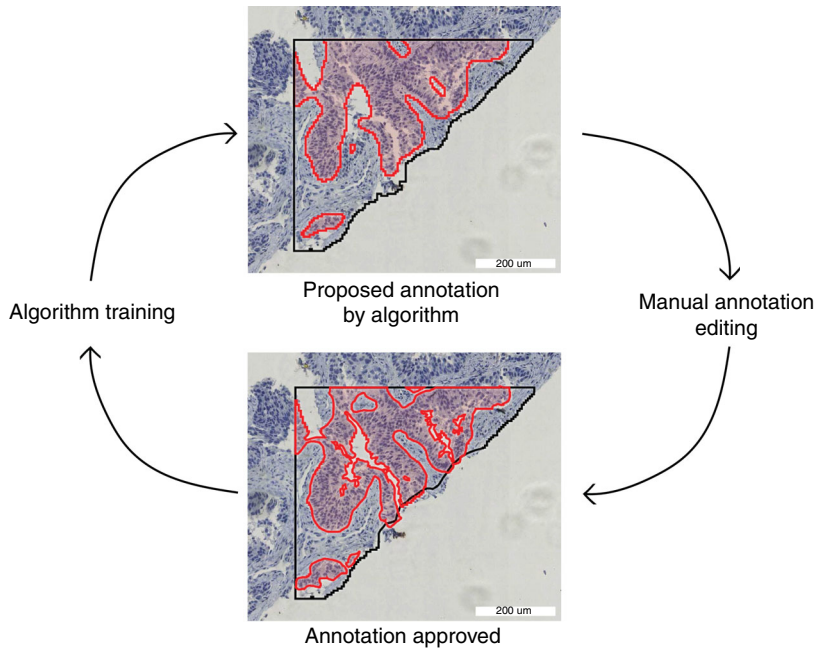 200 um
Proposed annotation
by algorithm
Algorithm training
Manual annotation
editing
200 um
Annotation approved